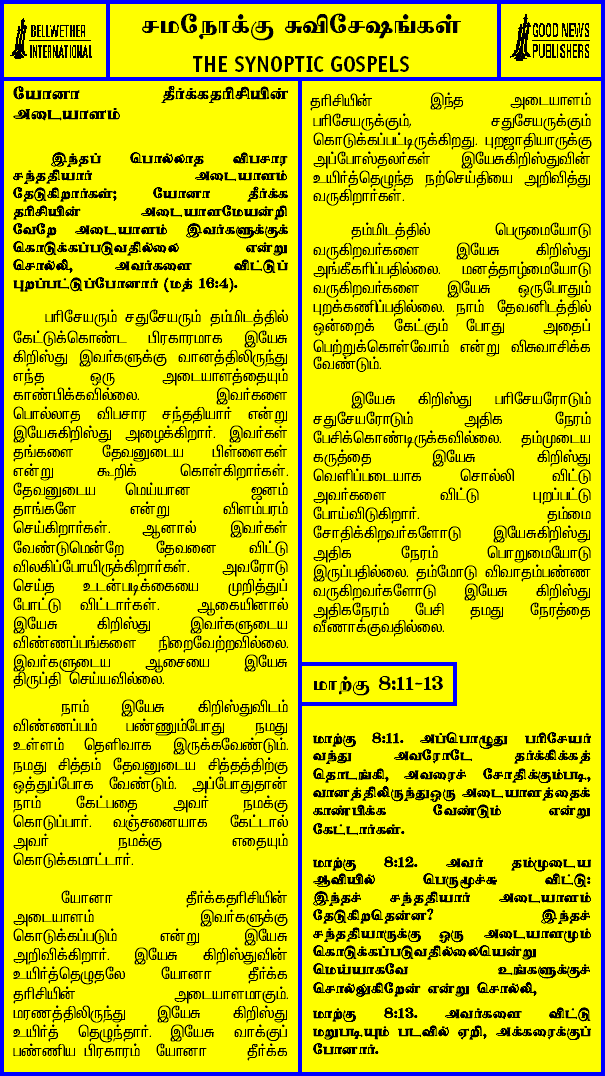 BELLWETHER
INTERNATIONAL
சமநோக்கு சுவிசேஷங்கள்
THE SYNOPTIC GOSPELS
GOOD NEWS
PUBLISHERS
யோனா தீர்க்கதரிசியின்
அடையாளம்
இந்தப் பொல்லாத விபசார
சந்ததியார் அடையாளம்
தேடுகிறார்கள்; யோனா தீர்க்க
தரிசியின் அடையாளமேயன்றி
வேறே அடையாளம் இவர்களுக்குக்
கொடுக்கப்படுவதில்லை என்று
சொல்லி, அவர்களை விட்டுப்
புறப்பட்டுப்போனார் (மத் 16:4).
பரிசேயரும் சதுசேயரும் தம்மிடத்தில்
கேட்டுக்கொண்ட பிரகாரமாக இயேசு
கிறிஸ்து இவர்களுக்கு வானத்திலிருந்து
எந்த ஒரு அடையாளத்தையும்
காண்பிக்கவில்லை. இவர்களை
பொல்லாத விபசார சந்ததியார் என்று
இயேசுகிறிஸ்து அழைக்கிறார். இவர்கள்
தங்களை தேவனுடைய பிள்ளைகள்
என்று கூறிக் கொள்கிறார்கள்.
தேவனுடைய மெய்யான ஜனம்
தாங்களே என்று விளம்பரம்
செய்கிறார்கள். ஆனால் இவர்கள்
வேண்டுமென்றே தேவனை விட்டு
விலகிப்போயிருக்கிறார்கள். அவரோடு
செய்த உடன்படிக்கையை முறித்துப்
போட்டு விட்டார்கள். ஆகையினால்
இயேசு கிறிஸ்து இவர்களுடைய
விண்ணப்பங்களை நிறைவேற்றவில்லை.
இவர்களுடைய ஆசையை இயேசு
திருப்தி செய்யவில்லை.
நாம் இயேசு கிறிஸ்துவிடம்
விண்ணப்பம் பண்ணும்போது நமது
உள்ளம் தெளிவாக இருக்கவேண்டும்.
நமது சித்தம் தேவனுடைய சித்தத்திற்கு
ஒத்துப்போக வேண்டும். அப்போதுதான்
நாம் கேட்பதை அவர் நமக்கு
கொடுப்பார். வஞ்சனையாக கேட்டால்
அவர் நமக்கு எதையும்
கொடுக்கமாட்டார்.
யோனா தீர்க்கதரிசியின்
அடையாளம் இவர்களுக்கு
கொடுக்கப்படும் என்று இயேசு
அறிவிக்கிறார். இயேசு கிறிஸ்துவின்
உயிர்த்தெழுதலே யோனா தீர்க்க
தரிசியின் அடையாளமாகும்.
மரணத்திலிருந்து இயேசு கிறிஸ்து
உயிர்த் தெழுந்தார். இயேசு வாக்குப்
பண்ணிய பிரகாரம் யோனா தீர்க்க
தரிசியின் இந்த அடையாளம்
பரிசேயருக்கும், சதுசேயருக்கும்
கொடுக்கப்பட்டிருக்கிறது. புறஜாதியாருக்கு
அப்போஸ்தலர்கள் இயேசுகிறிஸ்துவின்
உயிர்த்தெழுந்த நற்செய்தியை அறிவித்து
வருகிறார்கள்.
தம்மிடத்தில் பெருமையோடு
வருகிறவர்களை இயேசு கிறிஸ்து
அங்கீகரிப்பதில்லை. மனத்தாழ்மையோடு
வருகிறவர்களை இயேசு ஒருபோதும்
புறக்கணிப்பதில்லை. நாம் தேவனிடத்தில்
ஒன்றைக் கேட்கும் போது அதைப்
பெற்றுக்கொள்வோம் என்று விசுவாசிக்க
வேண்டும்.
இயேசு கிறிஸ்து பரிசேயரோடும்
சதுசேயரோடும் அதிக நேரம்
பேசிக்கொண்டிருக்கவில்லை. தம்முடைய
கருத்தை இயேசு கிறிஸ்து
வெளிப்படையாக சொல்லி விட்டு
அவர்களை விட்டு புறப்பட்டு
போய்விடுகிறார். தம்மை
சோதிக்கிறவர்களோடு இயேசுகிறிஸ்து
அதிக நேரம் பொறுமையோடு
இருப்பதில்லை. தம்மோடு விவாதம்பண்ண
வருகிறவர்களோடு இயேசு கிறிஸ்து
அதிகநேரம் பேசி தமது நேரத்தை
வீணாக்குவதில்லை.
மாற்கு 8:11-13
மாற்கு 8:11. அப்பொழுது பரிசேயர்
வந்து அவரோடே தர்க்கிக்கத்
தொடங்கி, அவரைச் சோதிக்கும்படி,
வானத்திலிருந்துஒரு அடையாளத்தைக்
காண்பிக்க வேண்டும் என்று
கேட்டார்கள்.
மாற்கு 8:12. அவர் தம்முடைய
ஆவியில் பெருமூச்சு விட்டு:
இந்தச் சந்ததியார் அடையாளம்
தேடுகிறதென்ன? இந்தச்
சந்ததியாருக்கு ஒரு அடையாளமும்
கொடுக்கப்படுவதில்லையென்று
மெய்யாகவே உங்களுக்குச்
சொல்லுகிறேன் என்று சொல்லி,
மாற்கு 8:13. அவர்களை விட்டு
மறுபடியும் படவில் ஏறி, அக்கரைக்குப்
போனார்.